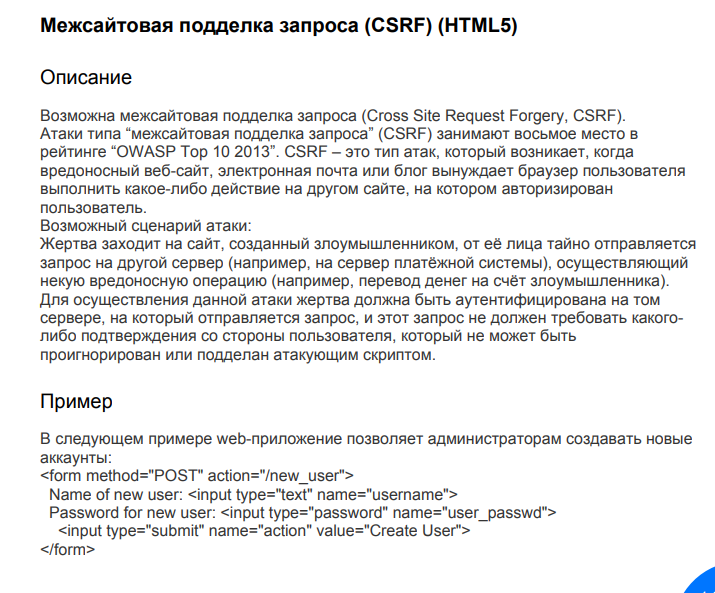 Межсайтовая подделка запроса (CSRF) (HTML5)
Описание
Возможна межсайтовая подделка запроса (Cross Site Request Forgery, CSRF).
Атаки типа “межсайтовая подделка запроса” (CSRF) занимают восьмое место в
рейтинге “OWASP Top 10 2013”. CSRF – это тип атак, который возникает, когда
вредоносный веб-сайт, электронная почта или блог вынуждает браузер пользователя
выполнить какое-либо действие на другом сайте, на котором авторизирован
пользователь.
Возможный сценарий атаки:
Жертва заходит на сайт, созданный злоумышленником, от её лица тайно отправляется
запрос на другой сервер (например, на сервер платёжной системы), осуществляющий
некую вредоносную операцию (например, перевод денег на счёт злоумышленника).
Для осуществления данной атаки жертва должна быть аутентифицирована на том
сервере, на который отправляется запрос, и этот запрос не должен требовать какого-
либо подтверждения со стороны пользователя, который не может быть
проигнорирован или подделан атакующим скриптом.
Пример
В следующем примере web-приложение позволяет администраторам создавать новые
аккаунты:
<form method="POST" action="/new_user">
Name of new user: <input type="text" name="username">
Password for new user: <input type="password" name="user_passwd">
<input type="submit" name="action" value="Create User">
</form>